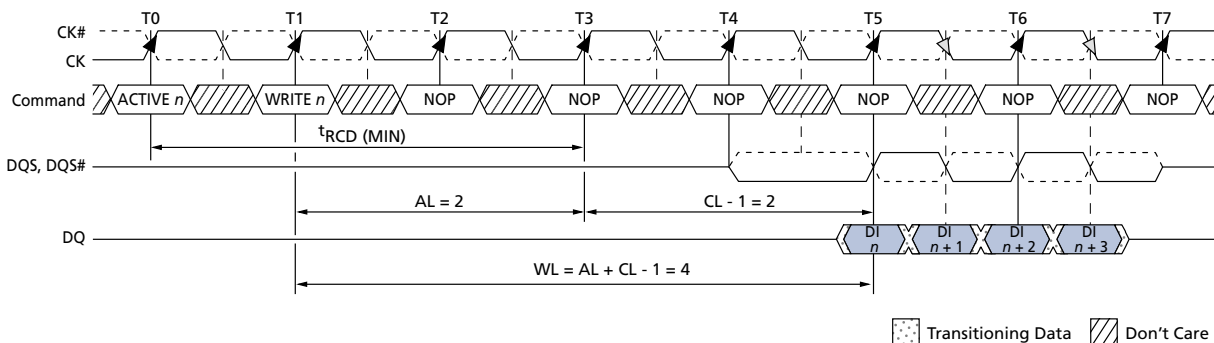 T0 T1 T2 T3 T4 T5 T6 T7
CK#
CK
Command ACTIVE n WRITE n NOP NOP NOP NOP NOP NOP
tRCD (MIN)
DQS, DQS#
AL = 2 CL - 1 = 2
DQ DI n DI n + 1 DI n + 2 DI n + 3
WL = AL + CL - 1 = 4
Transitioning Data Don't Care